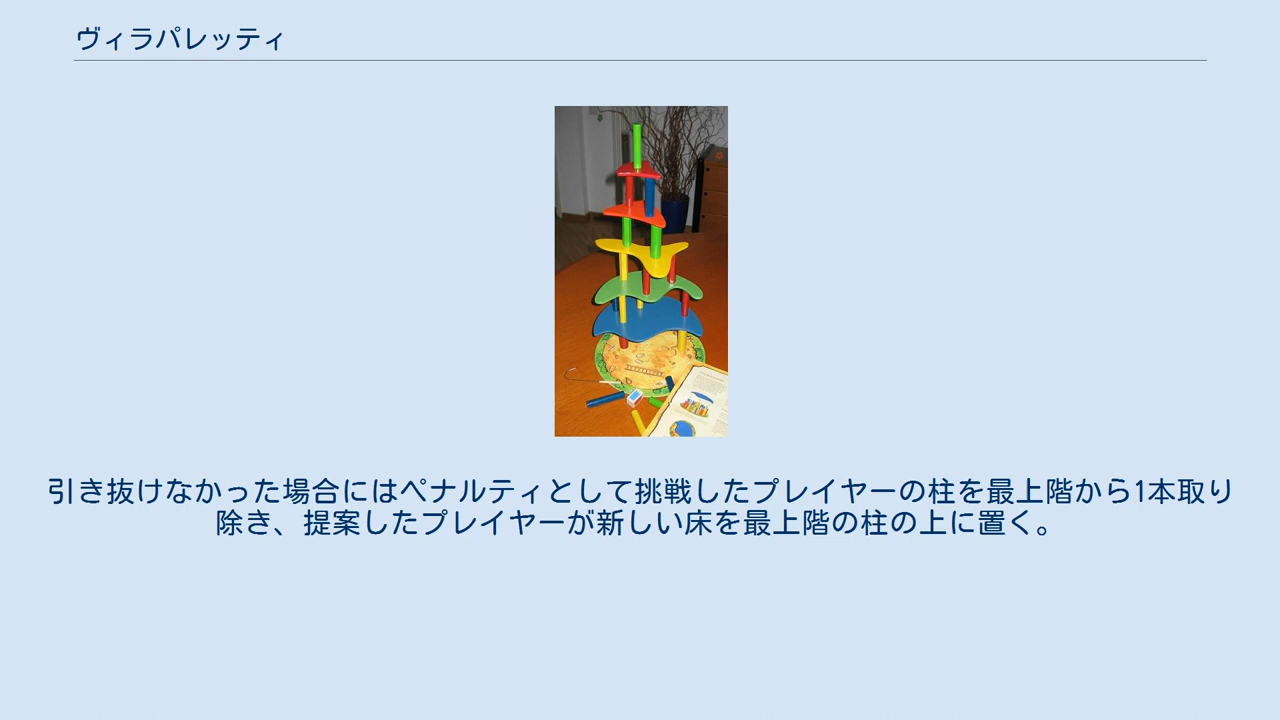 ヴィラパレッティ
引き抜けなかった場合にはペナルティとして挑戦したプレイヤーの柱を最上階から1本取り
除き、提案したプレイヤーが新しい床を最上階の柱の上に置く。